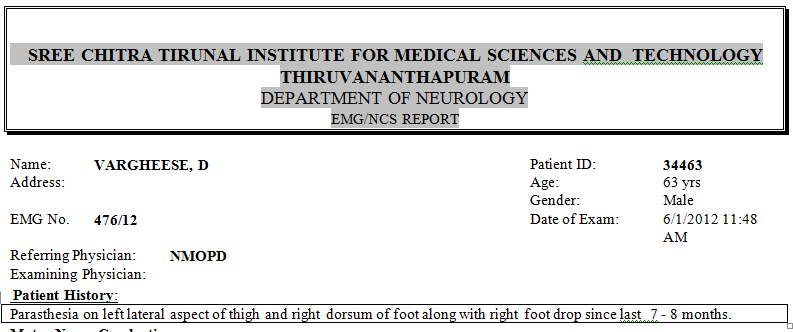 SREE CHITRA TIRUNAL INSTITUTE FOR MEDICAL SCIENCES AND TECHNOLOGY
THIRUVANANTHAPURAM
DEPARTMENT OF NEUROLOGY
EMG/NCS REPORT
Name: VARGHEESE, D Patient ID: 34463
Address: Age: 63 yrs
Gender: Male
EMG No. 476/12 Date of Exam: 6/1/2012 11:48
AM
Referring Physician: NMOPD
Examining Physician:
Patient History:
Parasthesia on left lateral aspect of thigh and right dorsum of foot along with right foot drop since last 7 - 8 months.